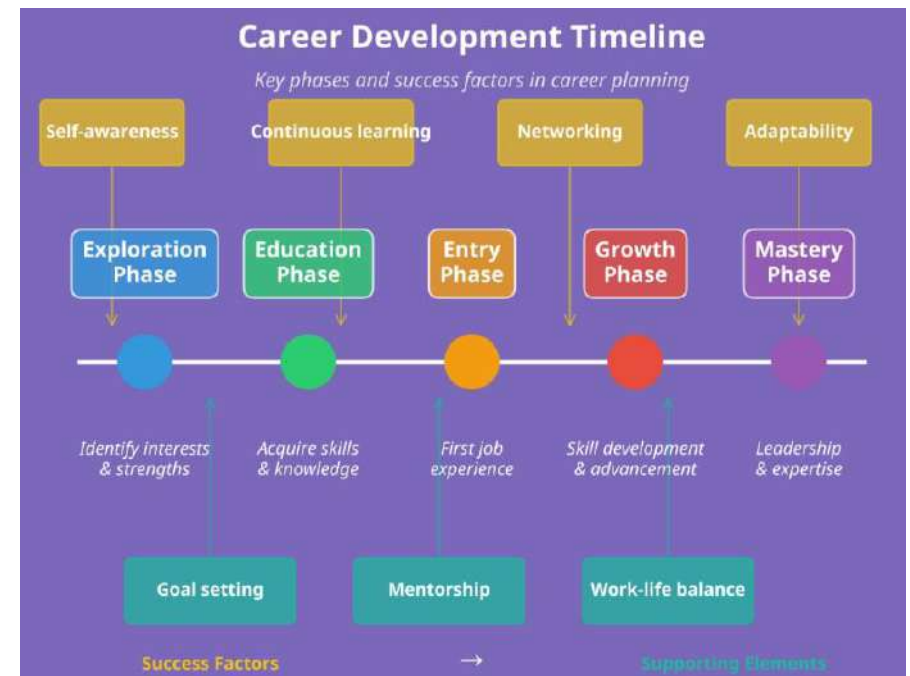 Career Development Timeline
Key phases and success factors in career planning
Self-awareness
Continuous learning
Networking
Adaptability
Exploration
Phase
Education
Phase
Entry
Phase
Growth
Phase
Mastery
Phase
Identify interests
& strengths
Acquire skills
& knowledge
First job
experience
Skill development
& advancement
Leadership
& expertise
Goal setting
Mentorship
Work-life balance
Success Factors
→
Supporting Elements